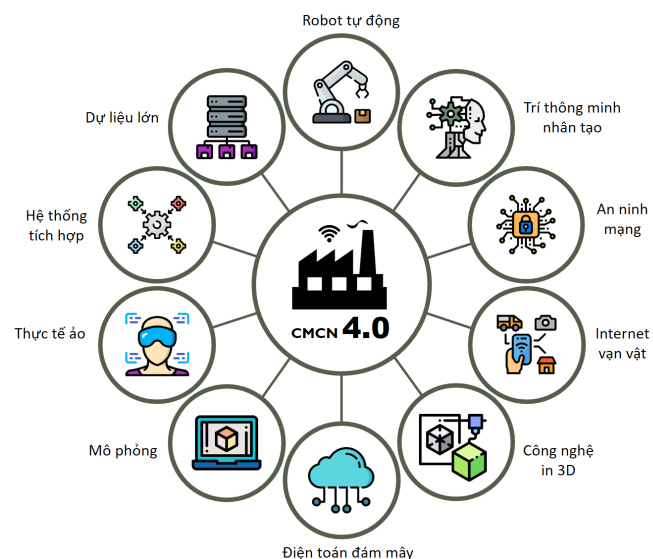 Robot tự động
Trí thông minh
nhân tạo
An ninh
mạng
Internet
vạn vật
Công nghệ
in 3D
Điện toán đám mây
Mô phỏng
Thực tế ảo
Hệ thống
tích hợp
Dự liệu lớn
CMCN 4.0